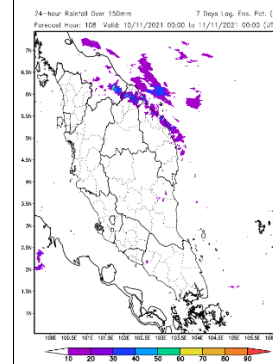 24-hour Rainfall Over 150mm 7 Days Lag. Ens. Pct. (
Forecast Hour: 108 Valid: 10/11/2021 00:00 to 11/11/2021 00:00 (UT
7N
6.5N
6N
5.5N
5N
4.5N
4N
3.5N
3N
2.5N
2N
1.5N
1N
100E 100.5E 101E 101.5E 102E 102.5E 103E 103.5E 104E 104.5E 105E 105.5E
10 20 30 40 50 60 70 80 90